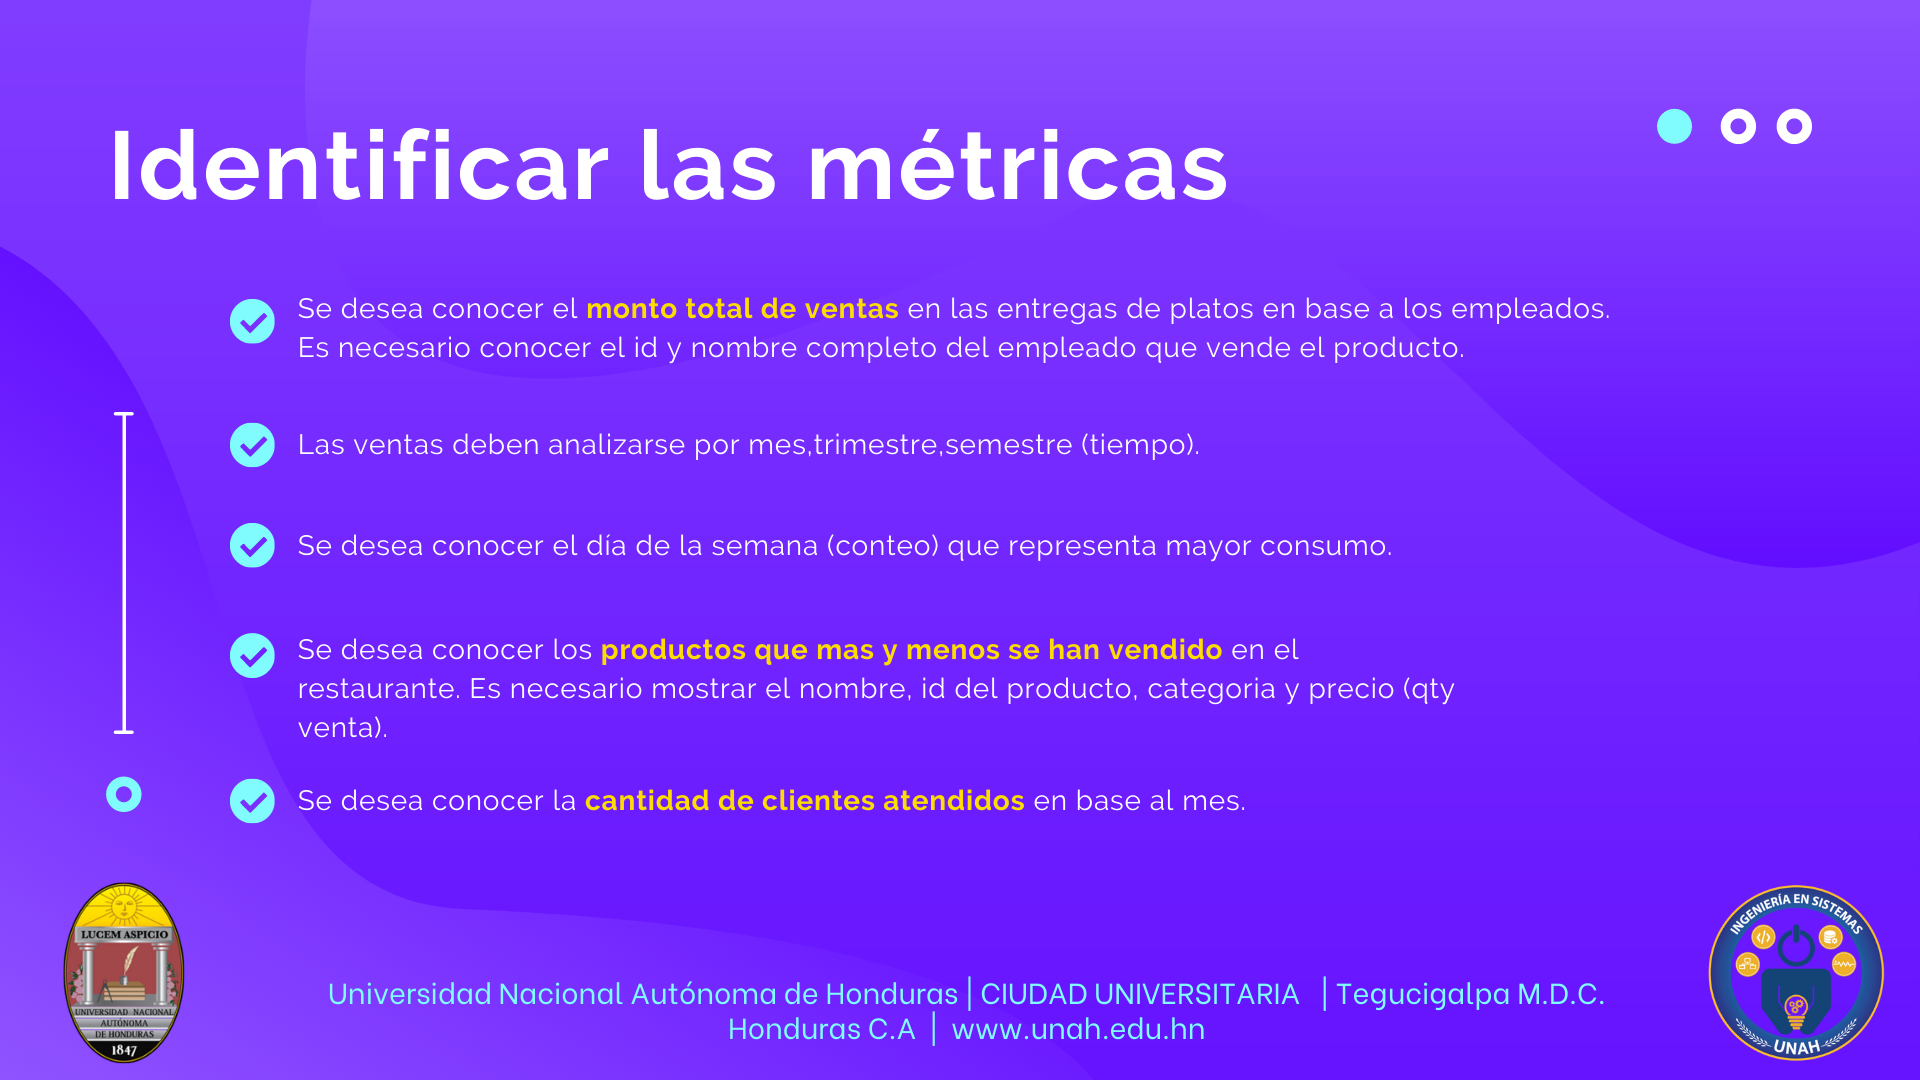 Identificar las métricas
Se desea conocer el monto total de ventas en las entregas de platos en base a los empleados.
Es necesario conocer el id y nombre completo del empleado que vende el producto.
Las ventas deben analizarse por mes,trimestre,semestre (tiempo).
Se desea conocer el día de la semana (conteo) que representa mayor consumo.
Se desea conocer los productos que mas y menos se han vendido en el
restaurante. Es necesario mostrar el nombre, id del producto, categoria y precio (qty
venta).
Se desea conocer la cantidad de clientes atendidos en base al mes.
LUCEM ASPICIO
UNIVERSIDAD NACIONAL
AUTÓNOMA
DE HONDURAS
1847
Universidad Nacional Autónoma de Honduras | CIUDAD UNIVERSITARIA | Tegucigalpa M.D.C.
Honduras C.A | www.unah.edu.hn
INGENIERÍA EN SISTEMAS
UNAH